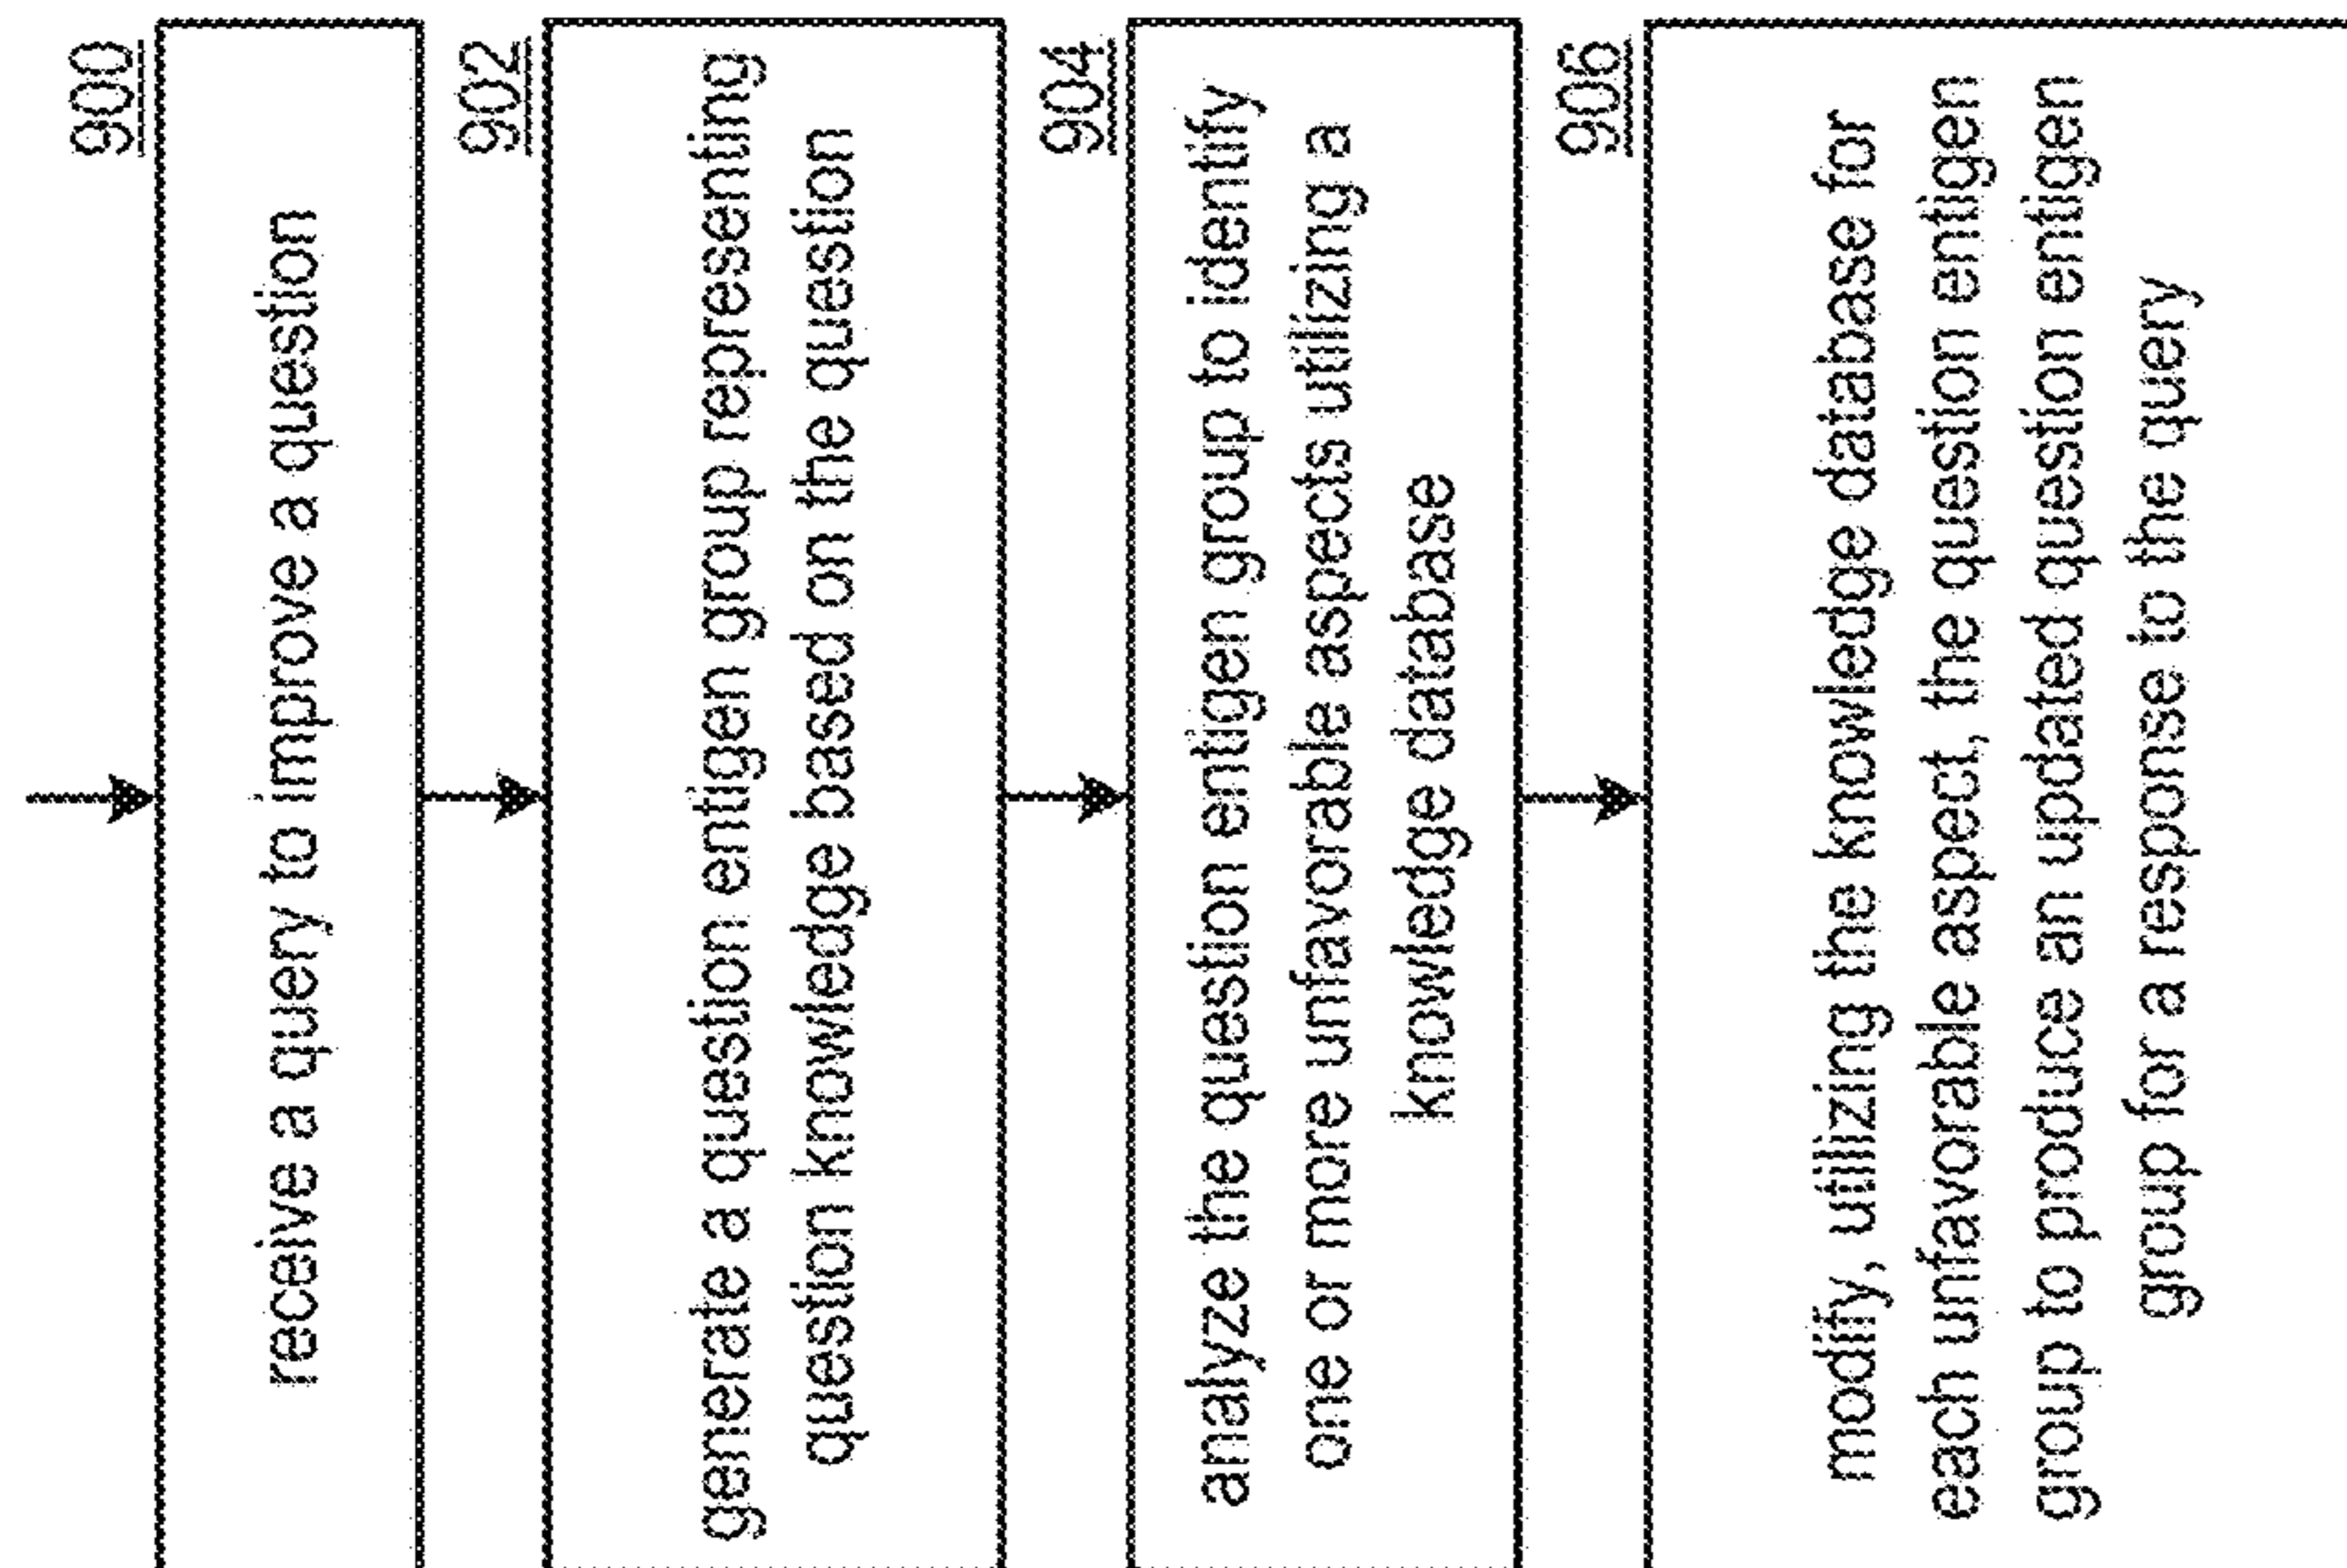 900
receive a query to improve a question
902
generate a question entigen group representing
question knowledge based on the question
904
analyze the question entigen group to identify
one or more unfavorable aspects utilizing a
knowledge database
906
modify, utilizing the knowledge database for
each unfavorable aspect, the question entigen
group to produce an updated question entigen
group for a response to the query